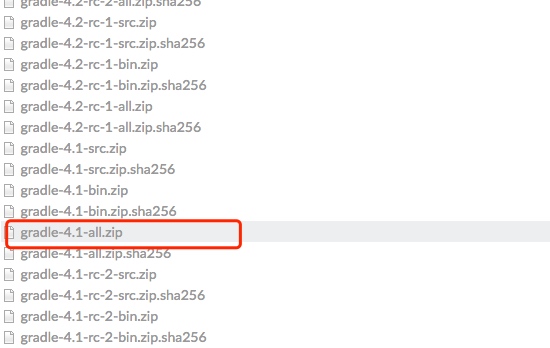 gradle-4.2-rc-2-all.zip.sha256
gradle-4.2-rc-1-src.zip
gradle-4.2-rc-1-src.zip.sha256
gradle-4.2-rc-1-bin.zip
gradle-4.2-rc-1-bin.zip.sha256
gradle-4.2-rc-1-all.zip
gradle-4.2-rc-1-all.zip.sha256
gradle-4.1-src.zip
gradle-4.1-src.zip.sha256
gradle-4.1-bin.zip
gradle-4.1-bin.zip.sha256
gradle-4.1-all.zip
gradle-4.1-all.zip.sha256
gradle-4.1-rc-2-src.zip
gradle-4.1-rc-2-src.zip.sha256
gradle-4.1-rc-2-bin.zip
gradle-4.1-rc-2-bin.zip.sha256